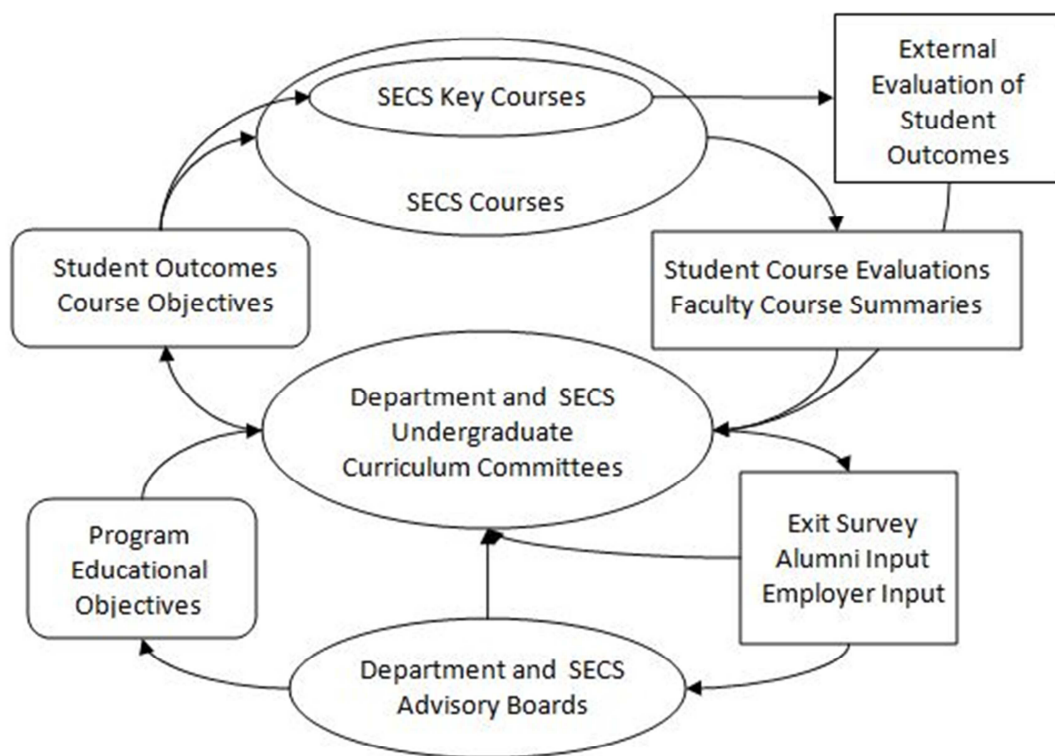 SECS Key Courses
External
Evaluation of
Student
Outcomes
SECS Courses
Student Outcomes
Course Objectives
Student Course Evaluations
Faculty Course Summaries
Department and SECS
Undergraduate
Curriculum Committees
Program
Educational
Objectives
Exit Survey
Alumni Input
Employer Input
Department and SECS
Advisory Boards